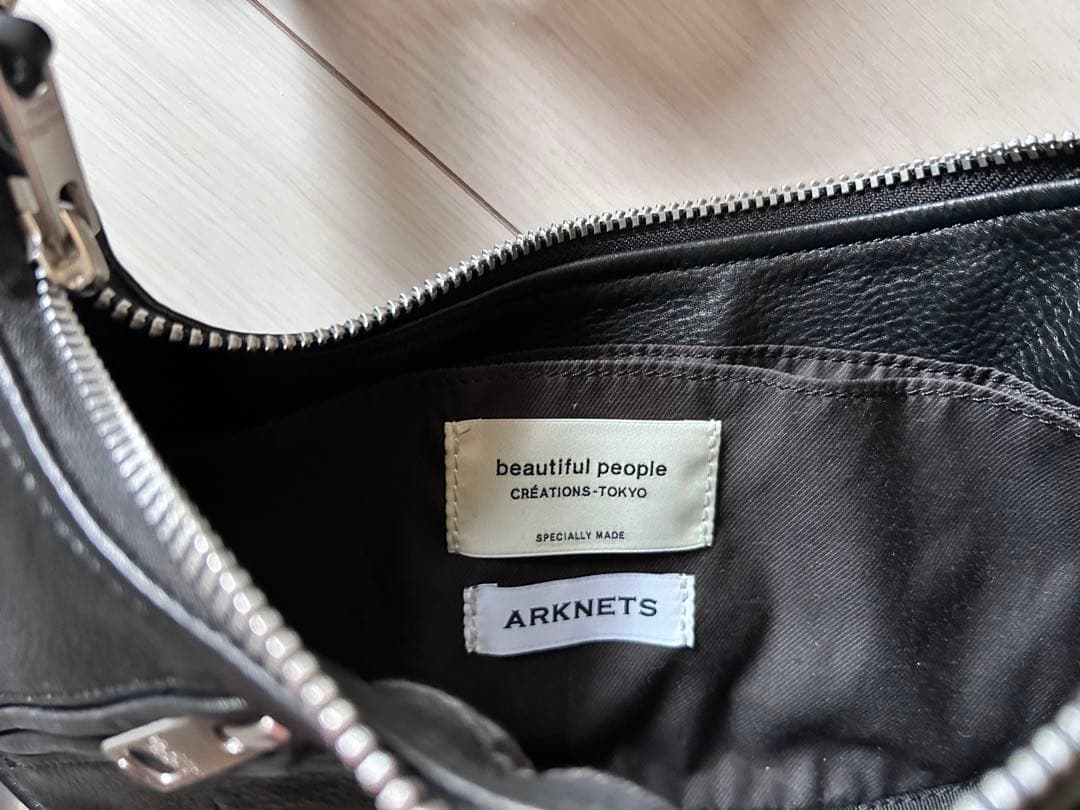 beautiful people
CRÉATIONS-TOKYO
SPECIALLY MADE
ARKNETS